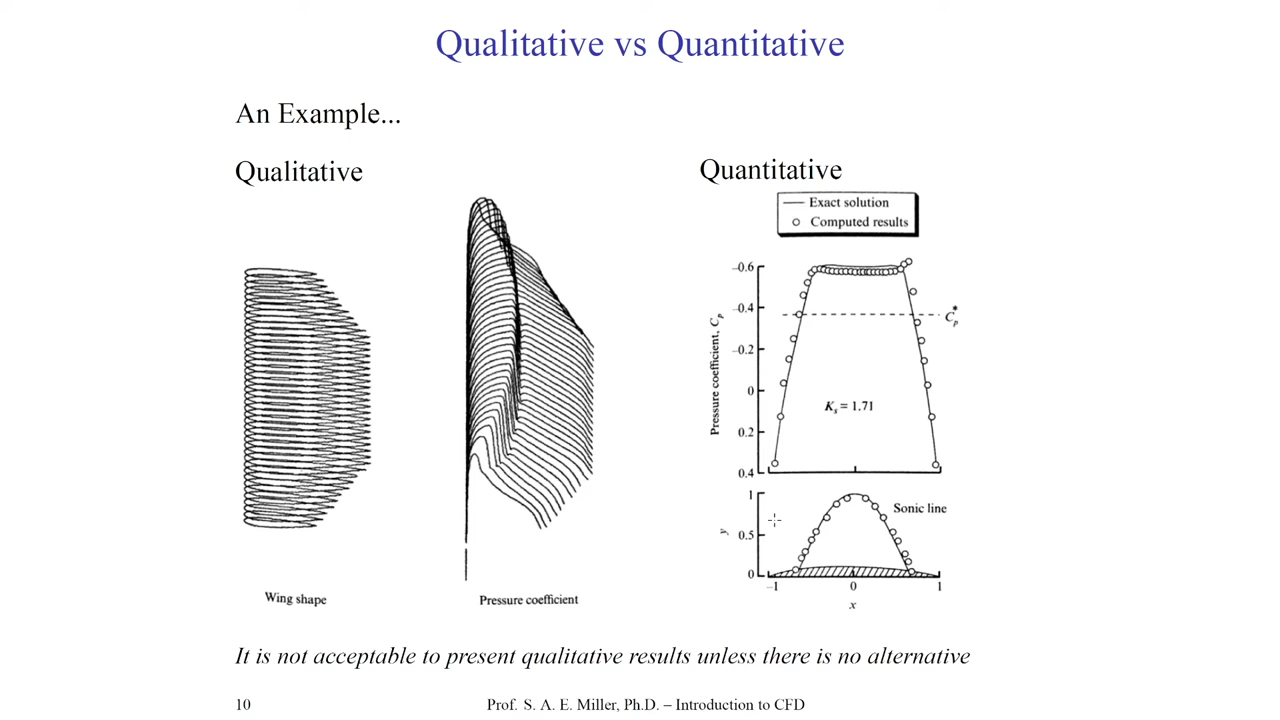 Qualitative vs Quantitative
An Example...
Qualitative
Quantitative
Exact solution
Computed results
−0.6
−0.4
−0.2
0
0.2
0.4
Pressure coefficient, Cp
Cp*
Ks = 1.71
1
0.5
0
y
Sonic line
−1
0
1
x
Wing shape
Pressure coefficient
It is not acceptable to present qualitative results unless there is no alternative
10
Prof. S. A. E. Miller, Ph.D. – Introduction to CFD